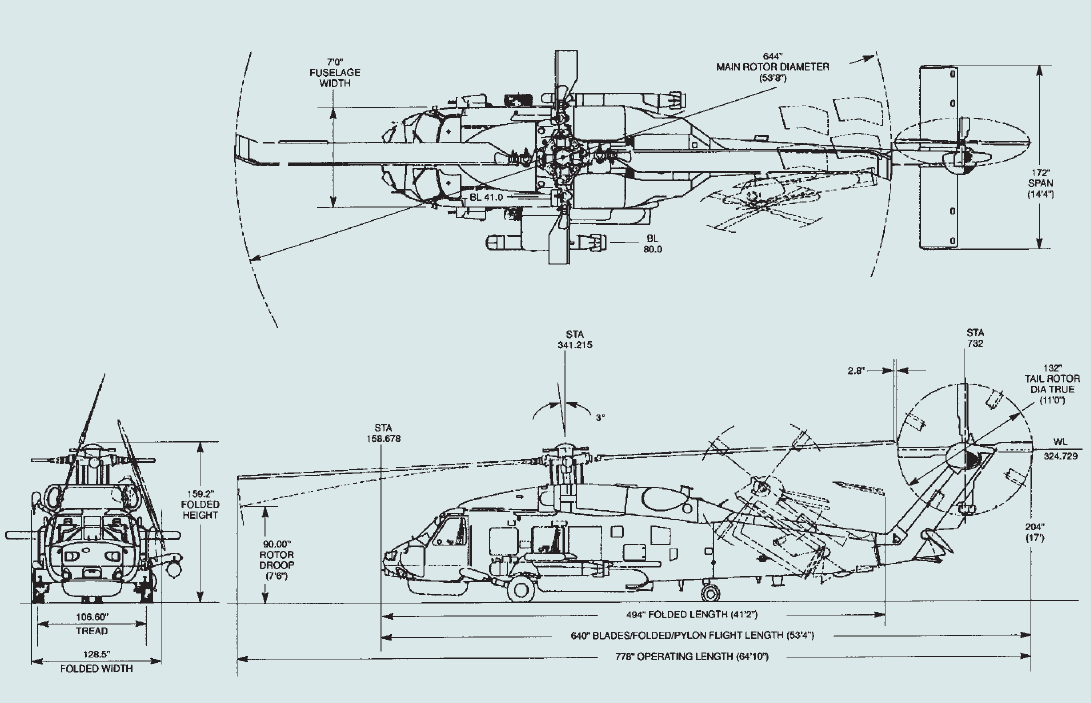 7'0"
FUSELAGE
WIDTH
644"
MAIN ROTOR DIAMETER
(53'8")
172"
SPAN
(14'4")
BL 41.0
BL
80.0
STA
341.215
STA
732
2.8"
132"
TAIL ROTOR
DIA TRUE
(11'0")
3°
STA
158.678
WL
324.729
159.2"
FOLDED
HEIGHT
90.00"
ROTOR
DROOP
(7'6")
204"
(17')
106.60"
TREAD
128.5"
FOLDED WIDTH
494" FOLDED LENGTH (41'2")
640" BLADES/FOLDED/PYLON FLIGHT LENGTH (53'4")
778" OPERATING LENGTH (64'10")